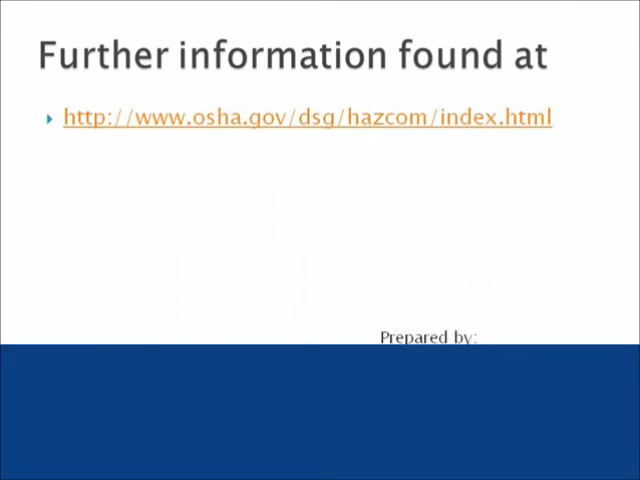 Further information found at
http://www.osha.gov/dsg/hazcom/index.html
Prepared by: